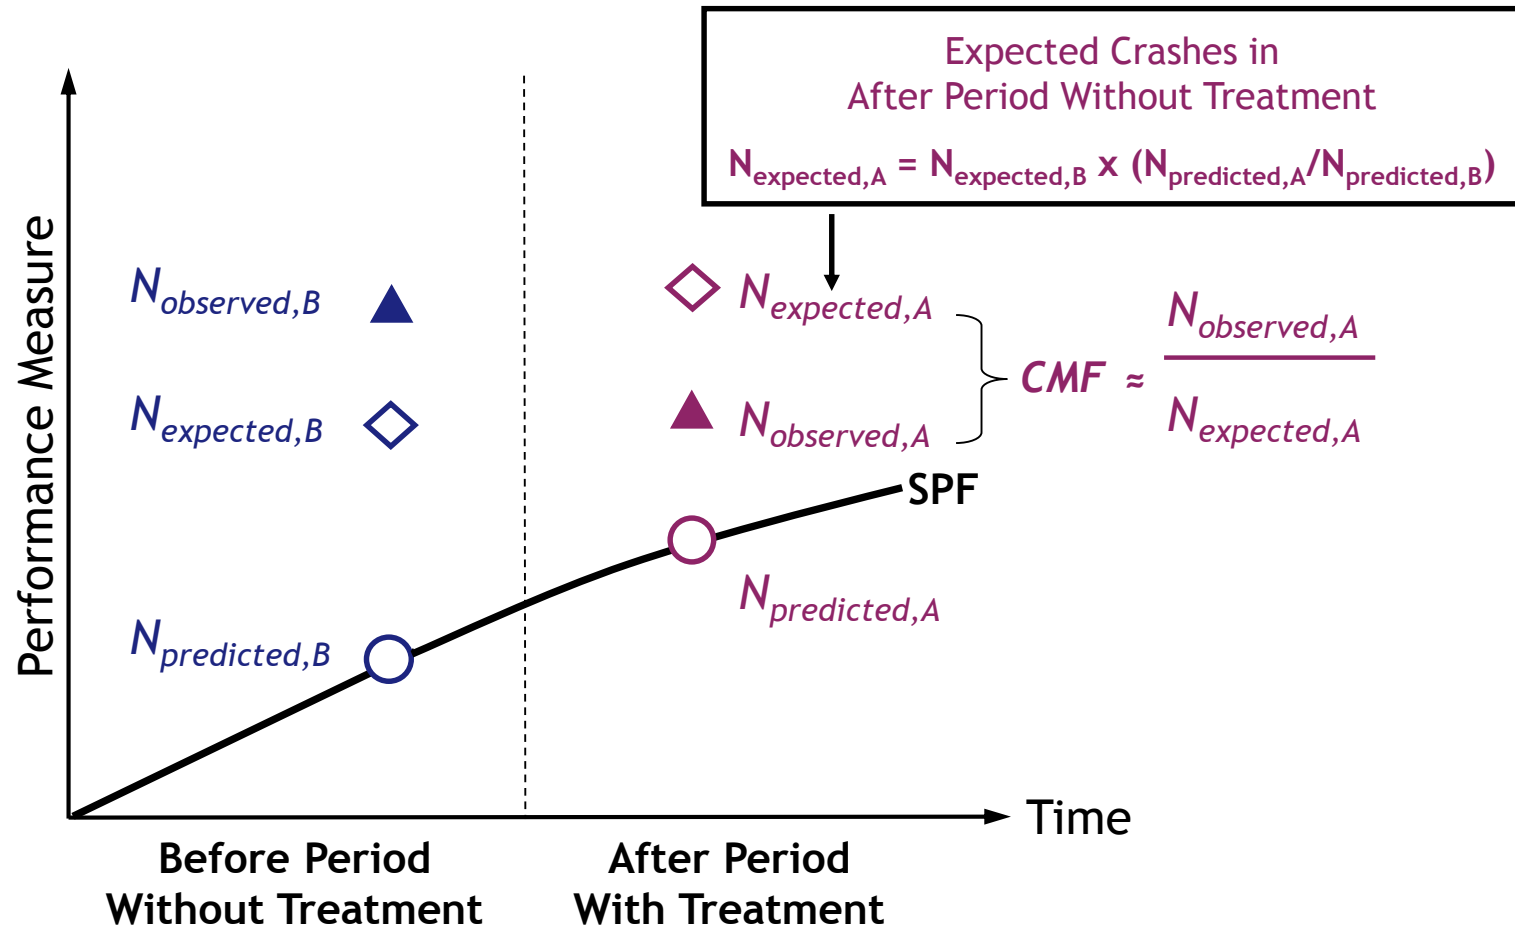 Expected Crashes in
After Period Without Treatment
Nexpected,A = Nexpected,B x (Npredicted,A/Npredicted,B)
Performance Measure
Nobserved,B
Nexpected,B
Npredicted,B
Nexpected,A
Nobserved,A
CMF ≈
Nobserved,A
Nexpected,A
SPF
Npredicted,A
Time
Before Period
Without Treatment
After Period
With Treatment